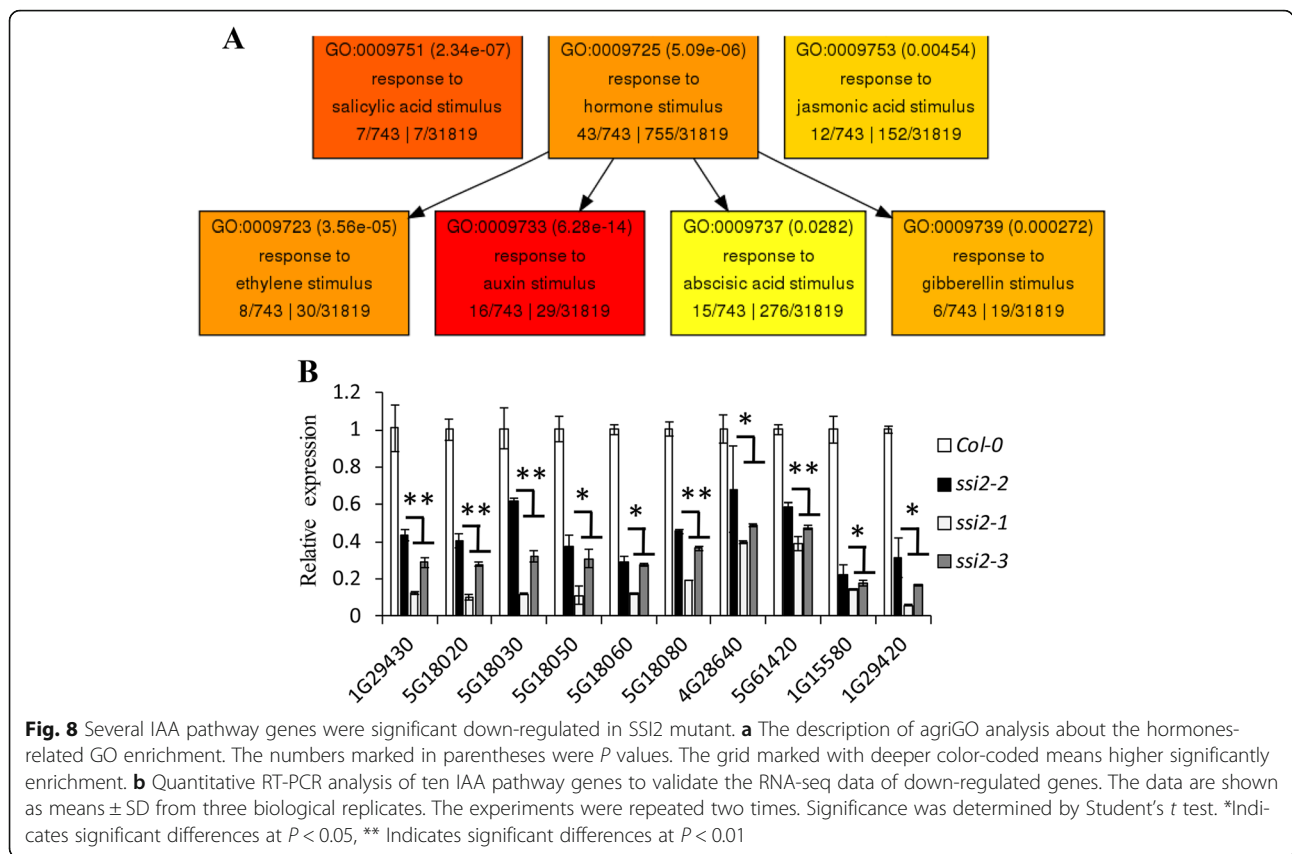 A
GO:0009751 (2.34e-07)
response to
salicylic acid stimulus
7/743 | 7/31819
GO:0009725 (5.09e-06)
response to
hormone stimulus
43/743 | 755/31819
GO:0009753 (0.00454)
response to
jasmonic acid stimulus
12/743 | 152/31819
GO:0009723 (3.56e-05)
response to
ethylene stimulus
8/743 | 30/31819
GO:0009733 (6.28e-14)
response to
auxin stimulus
16/743 | 29/31819
GO:0009737 (0.0282)
response to
abscisic acid stimulus
15/743 | 276/31819
GO:0009739 (0.000272)
response to
gibberellin stimulus
6/743 | 19/31819
B
Relative expression
1.2
1
0.8
0.6
0.4
0.2
0
** ** ** * * ** * ** * *
1G29430
5G18020
5G18030
5G18050
5G18060
5G18080
4G28640
5G61420
1G15580
1G29420
Col-0
ssi2-2
ssi2-1
ssi2-3
Fig. 8 Several IAA pathway genes were significant down-regulated in SSI2 mutant. a The description of agriGO analysis about the hormones-
related GO enrichment. The numbers marked in parentheses were P values. The grid marked with deeper color-coded means higher significantly
enrichment. b Quantitative RT-PCR analysis of ten IAA pathway genes to validate the RNA-seq data of down-regulated genes. The data are shown
as means ± SD from three biological replicates. The experiments were repeated two times. Significance was determined by Student's t test. *Indi-
cates significant differences at P < 0.05, ** Indicates significant differences at P < 0.01